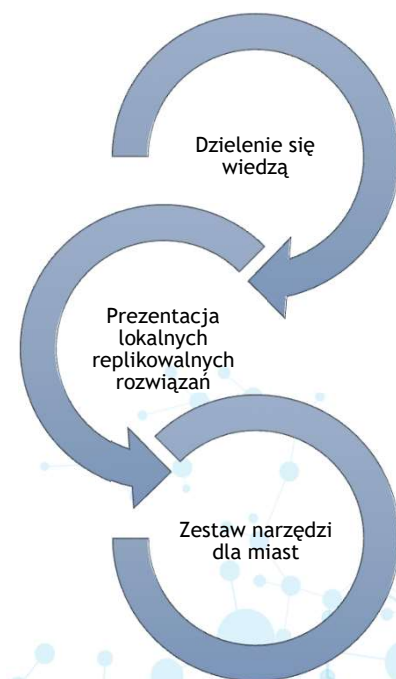 Dzielenie się
wiedzą
Prezentacja
lokalnych
replikowalnych
rozwiązań
Zestaw narzędzi
dla miast